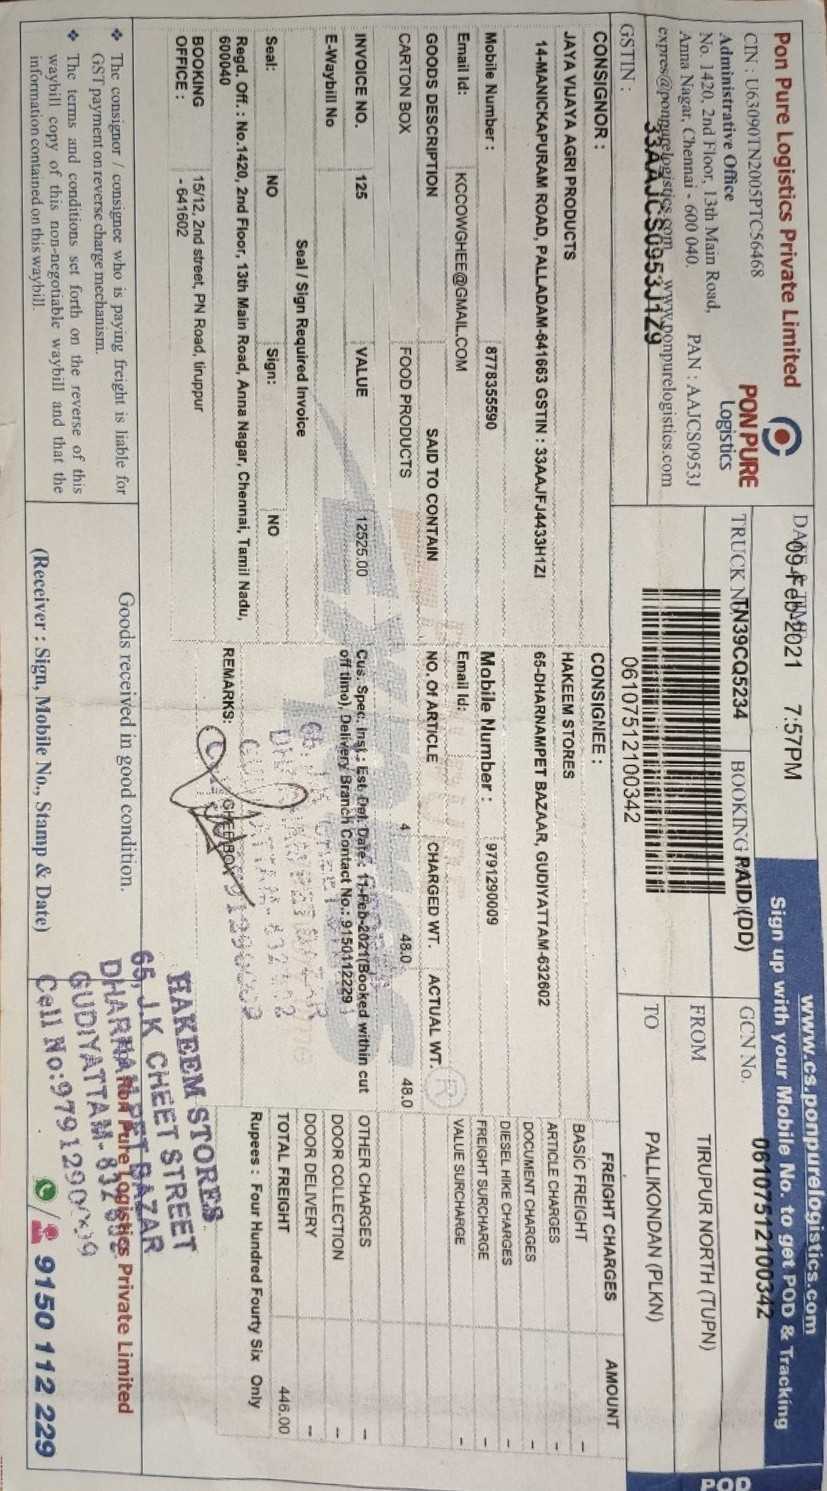 Pon Pure Logistics Private Limited
CIN : U63090TN2005PTC56468
Administrative Office
No. 1420, 2nd Floor, 13th Main Road,
Anna Nagar, Chennai - 600 040.
PAN : AAJCS0953J
expres@ponpurelogistics.com www.ponpurelogistics.com
PON PURE
Logistics
GSTIN : 33AAJCS0953J1Z9
09-Feb-2021 7:57PM
TRUCK TN39CQ5234
BOOKING PAID (DD)
06107512100342
www.cs.ponpurelogistics.com
Sign up with your Mobile No. to get POD & Tracking
POD
GCN No. 06107512100342
FROM TIRUPUR NORTH (TUPN)
TO PALLIKONDAN (PLKN)
CONSIGNOR :
JAYA VIJAYA AGRI PRODUCTS
14-MANICKAPURAM ROAD, PALLADAM-641663 GSTIN : 33AAJFJ4433H1ZI
Mobile Number : 8778355590
Email Id: KCCOWGHEE@GMAIL.COM
CONSIGNEE :
HAKEEM STORES
65-DHARNAMPET BAZAAR, GUDIYATTAM-632602
Mobile Number : 9791290009
Email Id:
GOODS DESCRIPTION SAID TO CONTAIN NO. Of ARTICLE CHARGED WT. ACTUAL WT.
CARTON BOX FOOD PRODUCTS 4 48.0 48.0
R
INVOICE NO. 125 VALUE 12525.00
E-Waybill No
Cus. Spec. Inst.: Est. Del. Date : 11-Feb-2021(Booked within cut
off time), Delivery Branch Contact No.: 9150112229
Seal / Sign Required Invoice
Seal: NO Sign: NO
Regd. Off. : No.1420, 2nd Floor, 13th Main Road, Anna Nagar, Chennai, Tamil Nadu,
600040
BOOKING OFFICE : 15/12, 2nd street, PN Road, tiruppur
- 641602
REMARKS: GHEE BOX
FREIGHT CHARGES AMOUNT
BASIC FREIGHT -
ARTICLE CHARGES -
DOCUMENT CHARGES -
DIESEL HIKE CHARGES -
FREIGHT SURCHARGE -
VALUE SURCHARGE -
OTHER CHARGES -
DOOR COLLECTION -
DOOR DELIVERY -
TOTAL FREIGHT 446.00
Rupees : Four Hundred Fourty Six Only
❖ The consignor / consignee who is paying freight is liable for
GST payment on reverse charge mechanism.
❖ The terms and conditions set forth on the reverse of this
waybill copy of this non-negotiable waybill and that the
information contained on this waybill.
Goods received in good condition.
(Receiver : Sign, Mobile No., Stamp & Date)
HAKEEM STORES
65, J.K CHEET STREET
DHARNAMPET BAZAR
GUDIYATTAM-
Cell No:
Pure Logistics Private Limited
9150 112 229